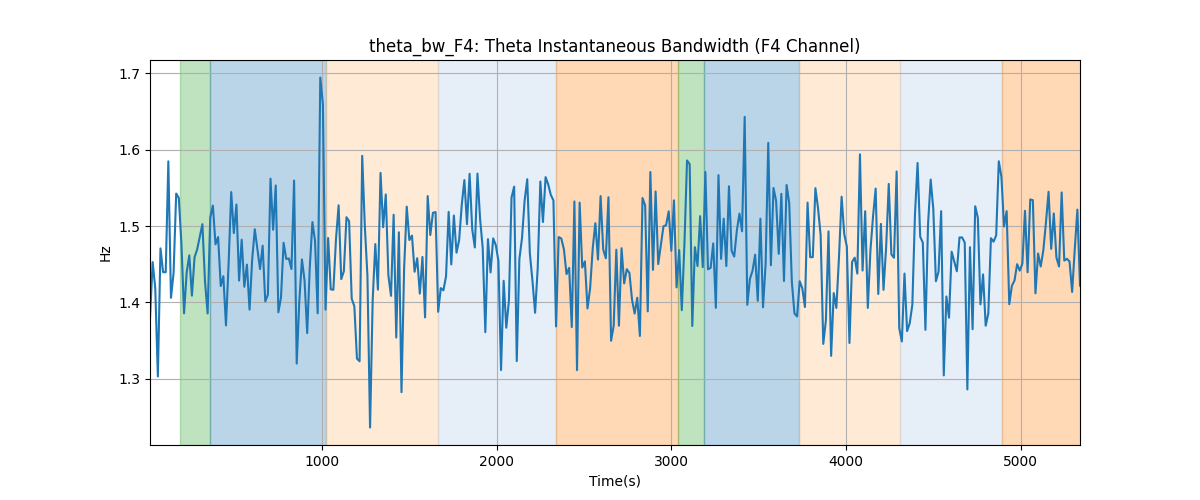 theta_bw_F4: Theta Instantaneous Bandwidth (F4 Channel)
1.7
1.6
1.5
1.4
1.3
Hz
1000 2000 3000 4000 5000
Time(s)